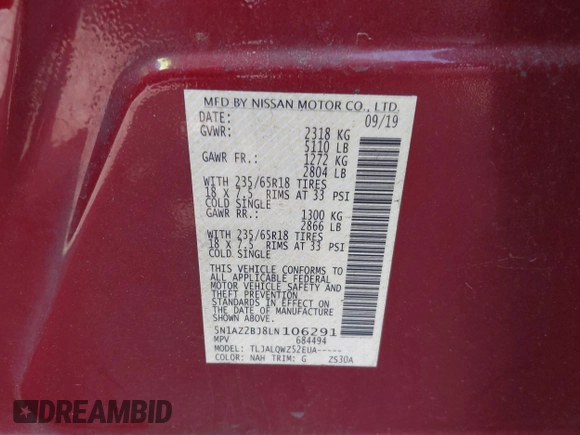 MFD BY NISSAN MOTOR CO., LTD.
DATE: 09/19
GVWR: 2318 KG
5110 LB
GAWR FR.: 1272 KG
2804 LB
WITH 235/65R18 TIRES
18 X 7.5 RIMS AT 33 PSI
COLD SINGLE
GAWR RR.: 1300 KG
2866 LB
WITH 235/65R18 TIRES
18 X 7.5 RIMS AT 33 PSI
COLD SINGLE
THIS VEHICLE CONFORMS TO
ALL APPLICABLE FEDERAL
MOTOR VEHICLE SAFETY AND
THEFT PREVENTION
STANDARDS IN EFFECT ON
THE DATE OF MANUFACTURE
SHOWN ABOVE.
5N1AZ2BJ8LN106291
MPV 684494
MODEL: TLJALQWZ52EUA-----
COLOR: NAH TRIM: G ZS30A
DREAMBID